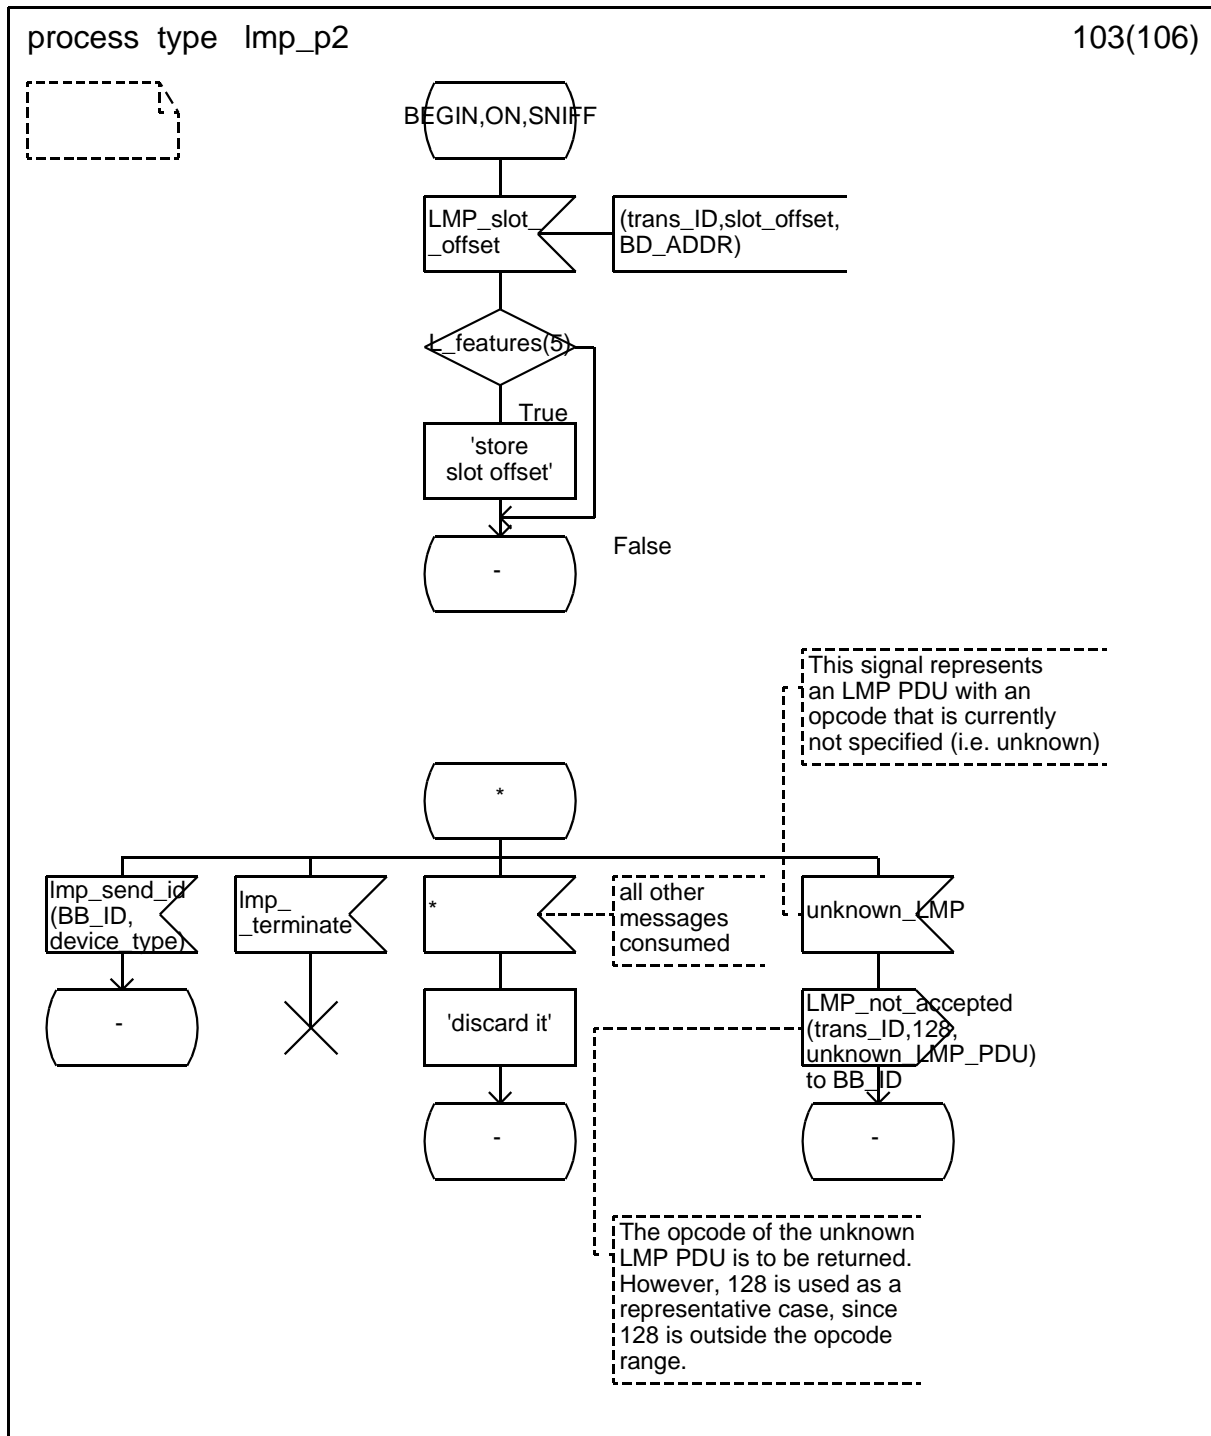 process type lmp_p2
103(106)
BEGIN,ON,SNIFF
LMP_slot_
_offset
(trans_ID,slot_offset,
BD_ADDR)
L_features(5)
True
'store
slot offset'
False
-
This signal represents
an LMP PDU with an
opcode that is currently
not specified (i.e. unknown)
*
lmp_send_id
(BB_ID,
device_type)
lmp_
_terminate
*
all other
messages
consumed
unknown_LMP
-
'discard it'
LMP_not_accepted
(trans_ID,128,
unknown_LMP_PDU)
to BB_ID
-
-
The opcode of the unknown
LMP PDU is to be returned.
However, 128 is used as a
representative case, since
128 is outside the opcode
range.